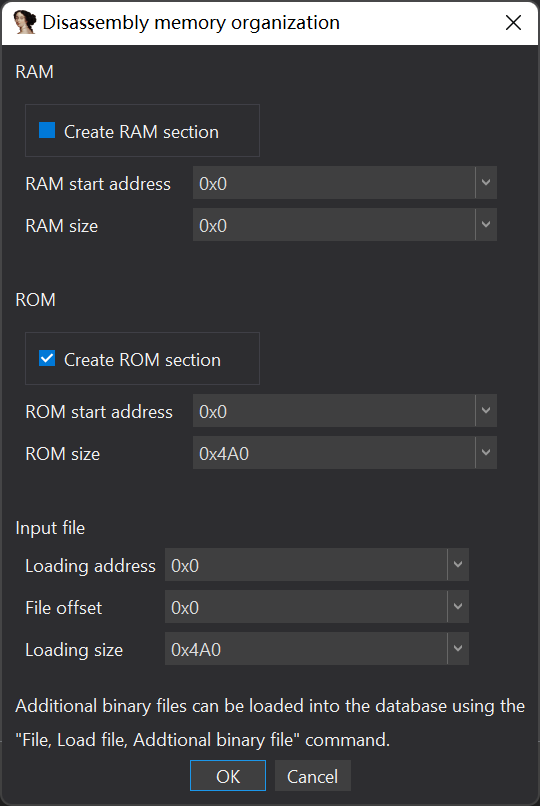 Disassembly memory organization
RAM
Create RAM section
RAM start address 0x0
RAM size 0x0
ROM
Create ROM section
ROM start address 0x0
ROM size 0x4A0
Input file
Loading address 0x0
File offset 0x0
Loading size 0x4A0
Additional binary files can be loaded into the database using the
"File, Load file, Addtional binary file" command.
OK Cancel